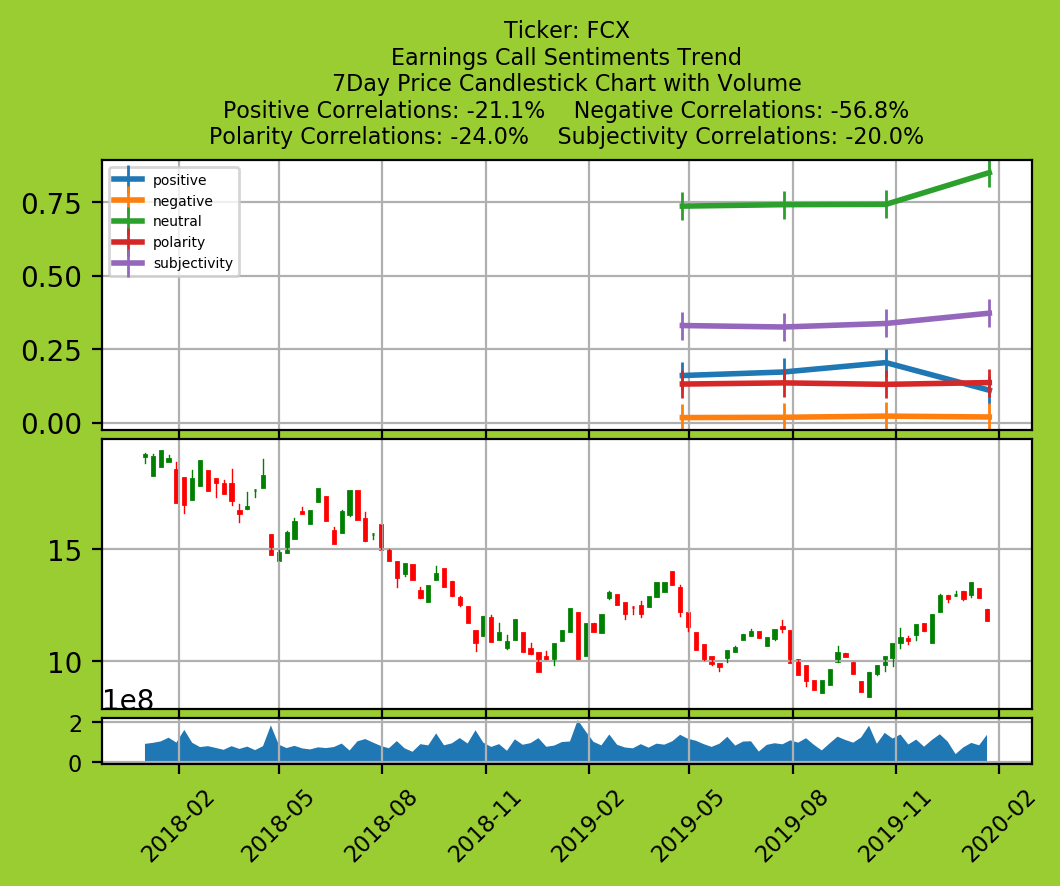 Ticker: FCX
Earnings Call Sentiments Trend
7Day Price Candlestick Chart with Volume
Positive Correlations: -21.1%    Negative Correlations: -56.8%
Polarity Correlations: -24.0%    Subjectivity Correlations: -20.0%
positive
negative
neutral
polarity
subjectivity
0.75
0.50
0.25
0.00
15
10
1e8
2
0
2018-02
2018-05
2018-08
2018-11
2019-02
2019-05
2019-08
2019-11
2020-02